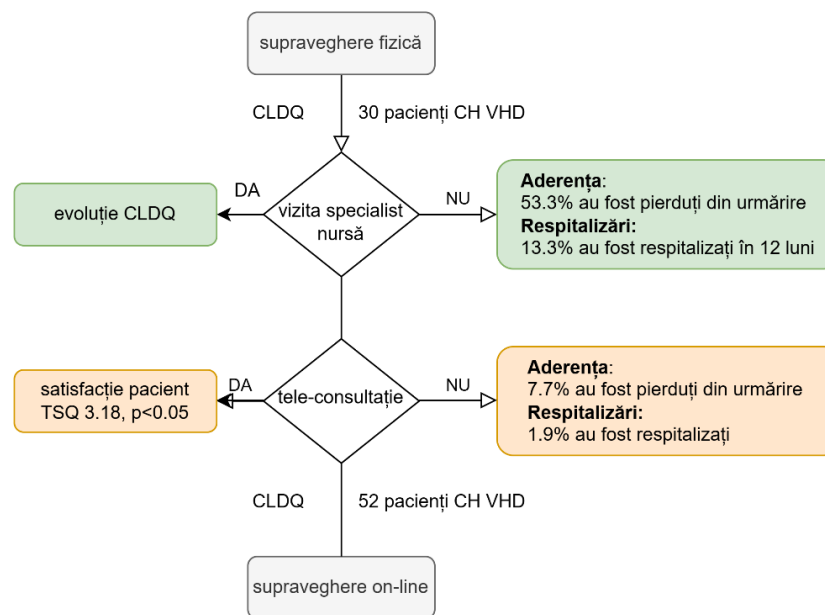 supraveghere fizică
CLDQ
30 pacienți CH VHD
DA
vizita specialist
nursă
NU
evoluție CLDQ
Aderența:
53.3% au fost pierduți din urmărire
Respitalizări:
13.3% au fost respitalizați în 12 luni
satisfacție pacient
TSQ 3.18, p<0.05
DA
tele-consultație
NU
Aderența:
7.7% au fost pierduți din urmărire
Respitalizări:
1.9% au fost respitalizați
CLDQ
52 pacienți CH VHD
supraveghere on-line